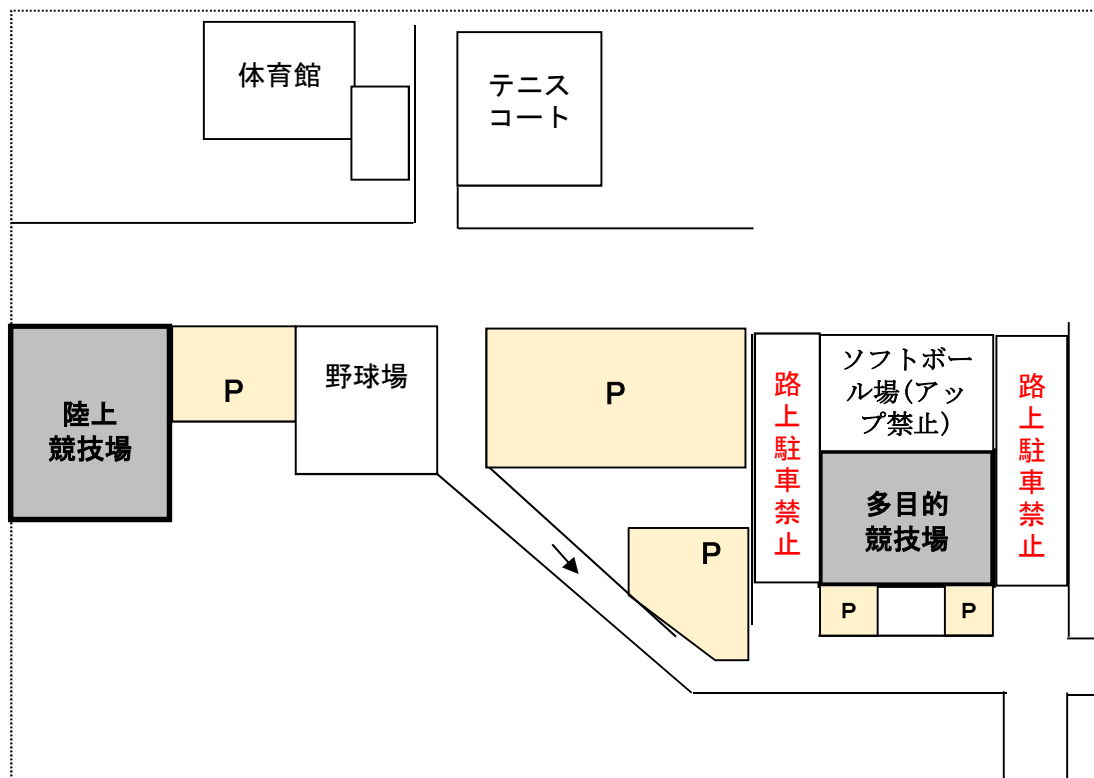 体育館
テニス
コート
陸上
競技場
P
野球場
P
路上駐車禁止
ソフトボー
ル場(アッ
プ禁止)
路上駐車禁止
多目的
競技場
P
P
P